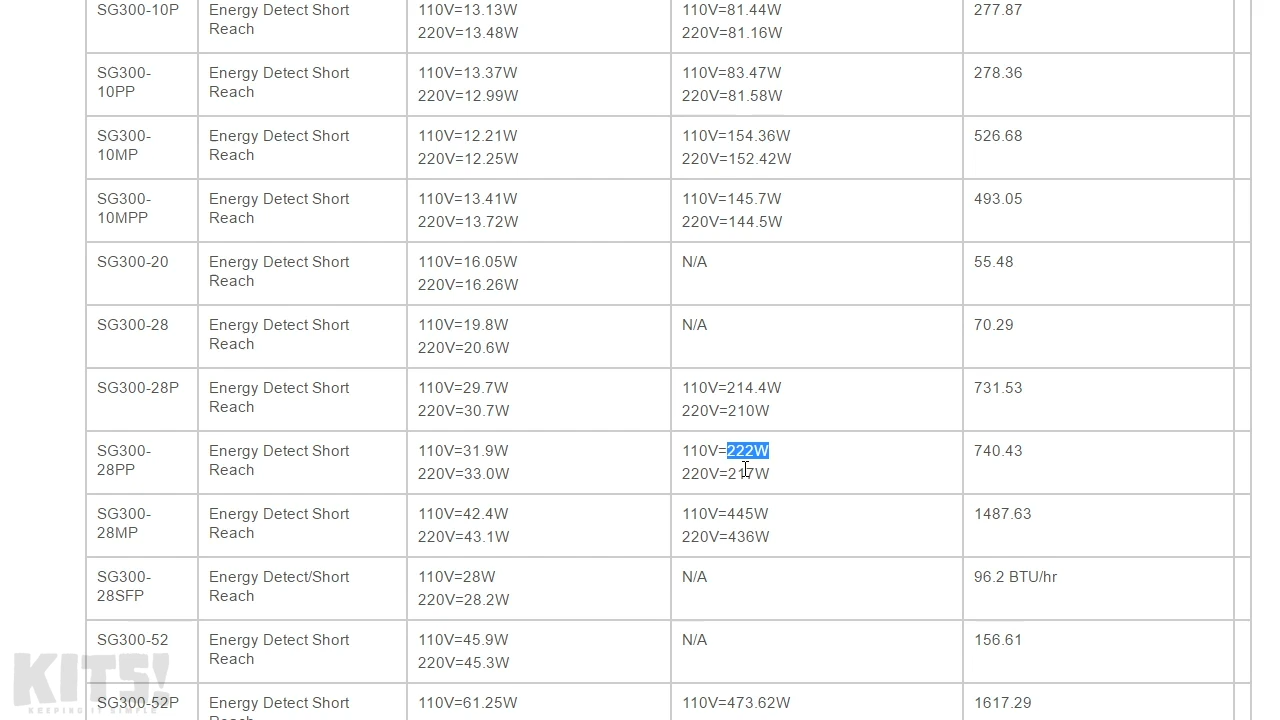 SG300-10P Energy Detect Short 110V=13.13W 110V=81.44W 277.87
Reach 220V=13.48W 220V=81.16W
SG300- Energy Detect Short 110V=13.37W 110V=83.47W 278.36
10PP Reach 220V=12.99W 220V=81.58W
SG300- Energy Detect Short 110V=12.21W 110V=154.36W 526.68
10MP Reach 220V=12.25W 220V=152.42W
SG300- Energy Detect Short 110V=13.41W 110V=145.7W 493.05
10MPP Reach 220V=13.72W 220V=144.5W
SG300-20 Energy Detect Short 110V=16.05W N/A 55.48
Reach 220V=16.26W
SG300-28 Energy Detect Short 110V=19.8W N/A 70.29
Reach 220V=20.6W
SG300-28P Energy Detect Short 110V=29.7W 110V=214.4W 731.53
Reach 220V=30.7W 220V=210W
SG300- Energy Detect Short 110V=31.9W 110V=222W 740.43
28PP Reach 220V=33.0W 220V=217W
SG300- Energy Detect Short 110V=42.4W 110V=445W 1487.63
28MP Reach 220V=43.1W 220V=436W
SG300- Energy Detect/Short 110V=28W N/A 96.2 BTU/hr
28SFP Reach 220V=28.2W
SG300-52 Energy Detect Short 110V=45.9W N/A 156.61
Reach 220V=45.3W
SG300-52P Energy Detect Short 110V=61.25W 110V=473.62W 1617.29
Reach
KITS!
KEEPING IT SIMPLE